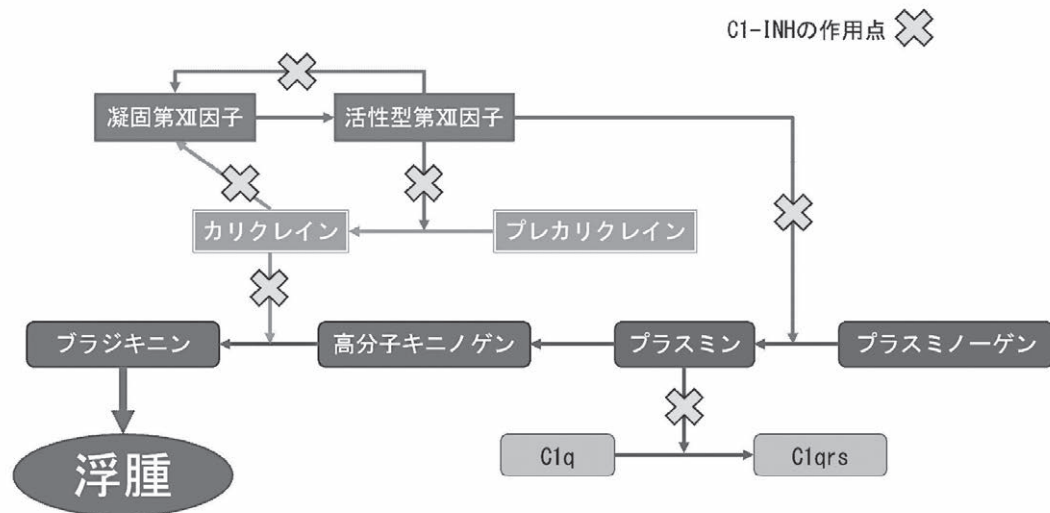 C1-INHの作用点
凝固第Ⅻ因子
活性型第Ⅻ因子
カリクレイン
プレカリクレイン
ブラジキニン
高分子キニノゲン
プラスミン
プラスミノーゲン
C1q
C1qrs
浮腫